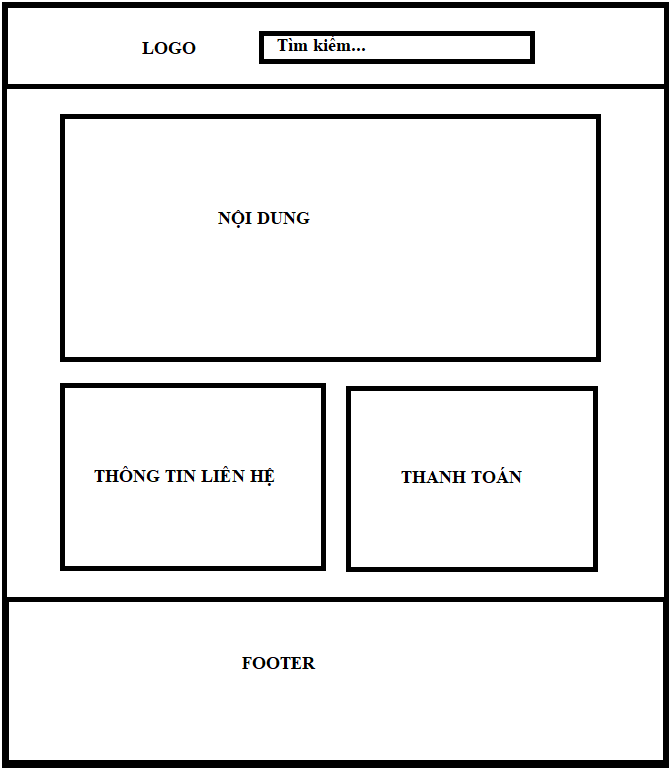 LOGO
Tìm kiếm...
NỘI DUNG
THÔNG TIN LIÊN HỆ
THANH TOÁN
FOOTER